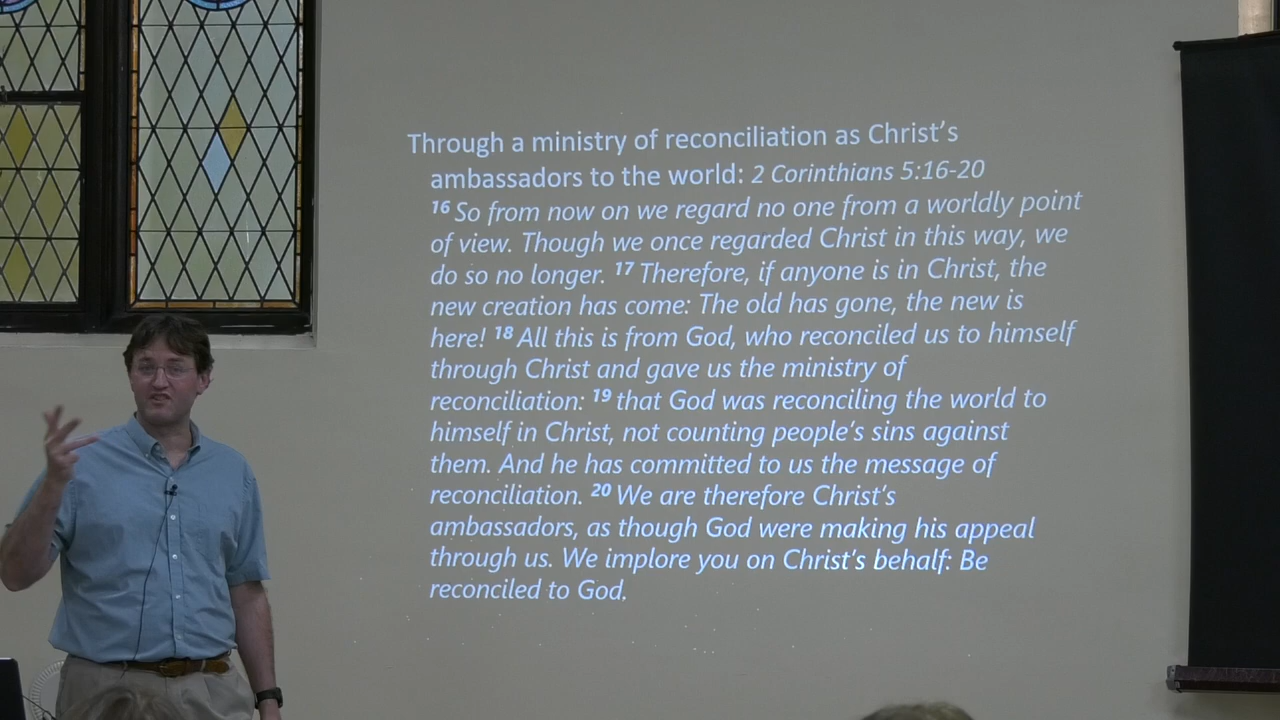 Through a ministry of reconciliation as Christ's
ambassadors to the world: 2 Corinthians 5:16-20
16 So from now on we regard no one from a worldly point
of view. Though we once regarded Christ in this way, we
do so no longer. 17 Therefore, if anyone is in Christ, the
new creation has come: The old has gone, the new is
here! 18 All this is from God, who reconciled us to himself
through Christ and gave us the ministry of
reconciliation: 19 that God was reconciling the world to
himself in Christ, not counting people's sins against
them. And he has committed to us the message of
reconciliation. 20 We are therefore Christ's
ambassadors, as though God were making his appeal
through us. We implore you on Christ's behalf: Be
reconciled to God.